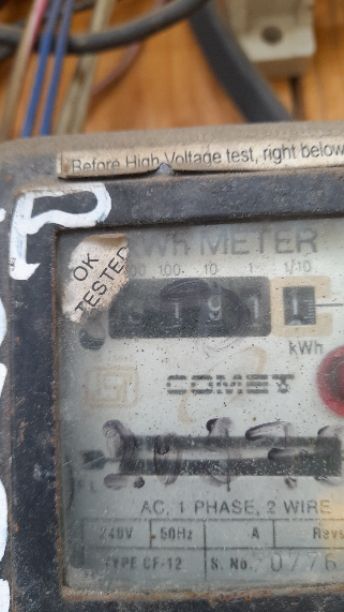 Before High Voltage test, right below
P
kWh METER
OK
TESTED
100 10 1 1/10
1 9 1 1
kWh
COMET
AC, 1 PHASE, 2 WIRE
240V 50Hz A Revs
TYPE CF-12 S. No. 0776